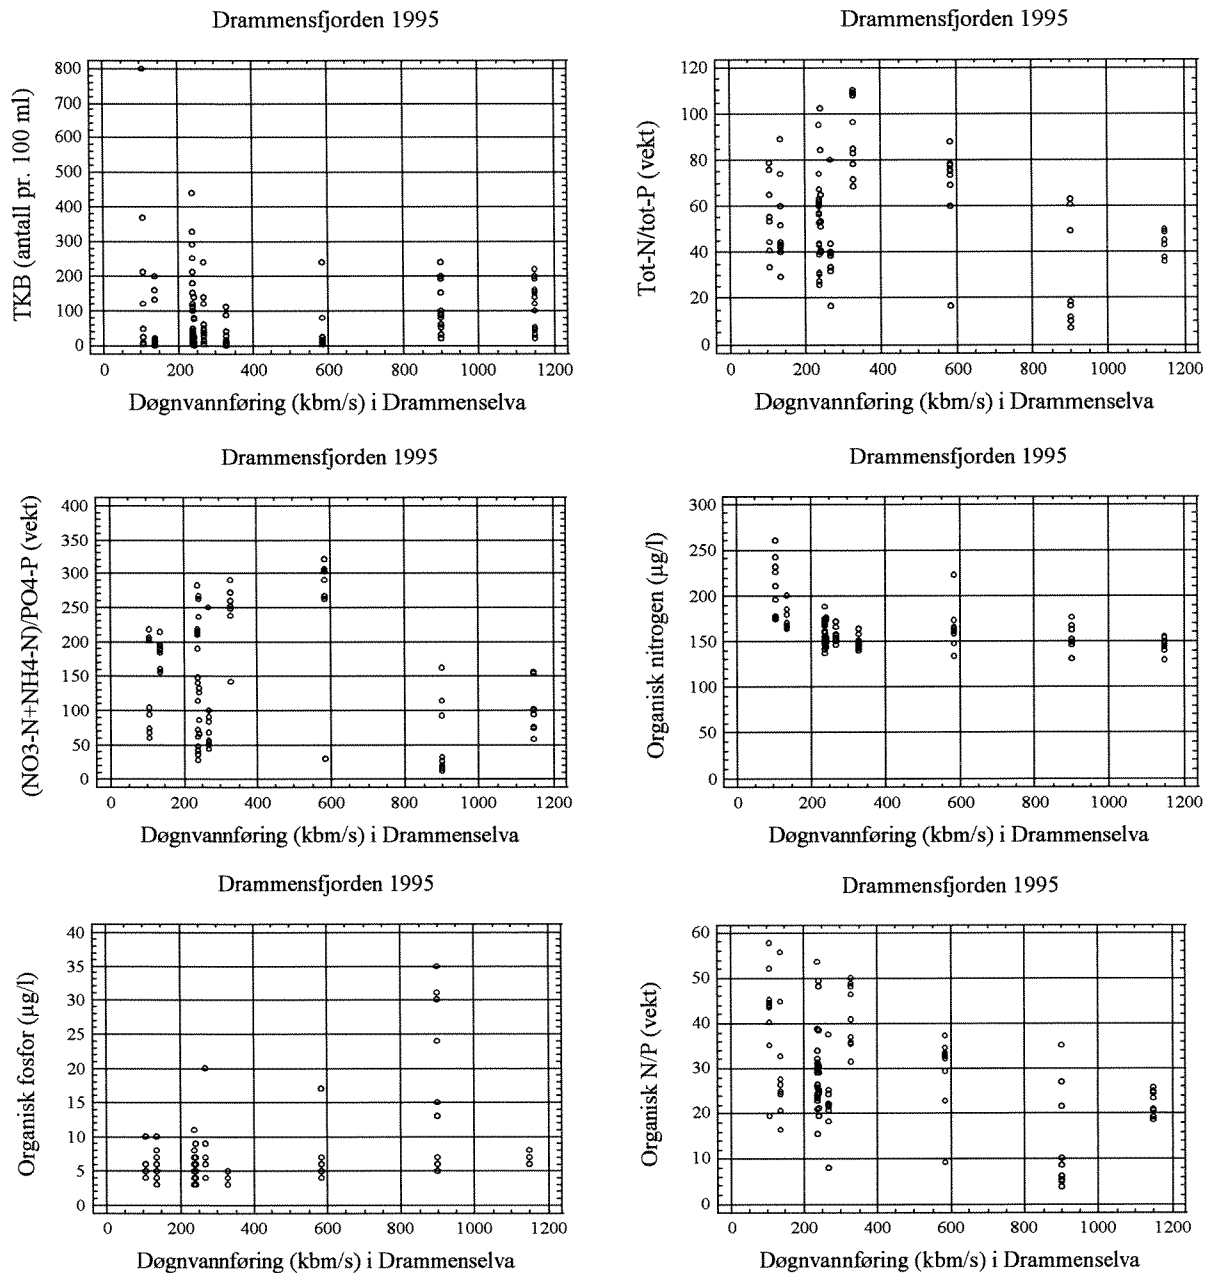 Drammensfjorden 1995
TKB (antall pr. 100 ml)
800
700
600
500
400
300
200
100
0
0 200 400 600 800 1000 1200
Døgnvannføring (kbm/s) i Drammenselva
Drammensfjorden 1995
Tot-N/tot-P (vekt)
120
100
80
60
40
20
0
0 200 400 600 800 1000 1200
Døgnvannføring (kbm/s) i Drammenselva
Drammensfjorden 1995
(NO3-N+NH4-N)/PO4-P (vekt)
400
350
300
250
200
150
100
50
0
0 200 400 600 800 1000 1200
Døgnvannføring (kbm/s) i Drammenselva
Drammensfjorden 1995
Organisk nitrogen (µg/l)
300
250
200
150
100
50
0
0 200 400 600 800 1000 1200
Døgnvannføring (kbm/s) i Drammenselva
Drammensfjorden 1995
Organisk fosfor (µg/l)
40
35
30
25
20
15
10
5
0
0 200 400 600 800 1000 1200
Døgnvannføring (kbm/s) i Drammenselva
Drammensfjorden 1995
Organisk N/P (vekt)
60
50
40
30
20
10
0
0 200 400 600 800 1000 1200
Døgnvannføring (kbm/s) i Drammenselva